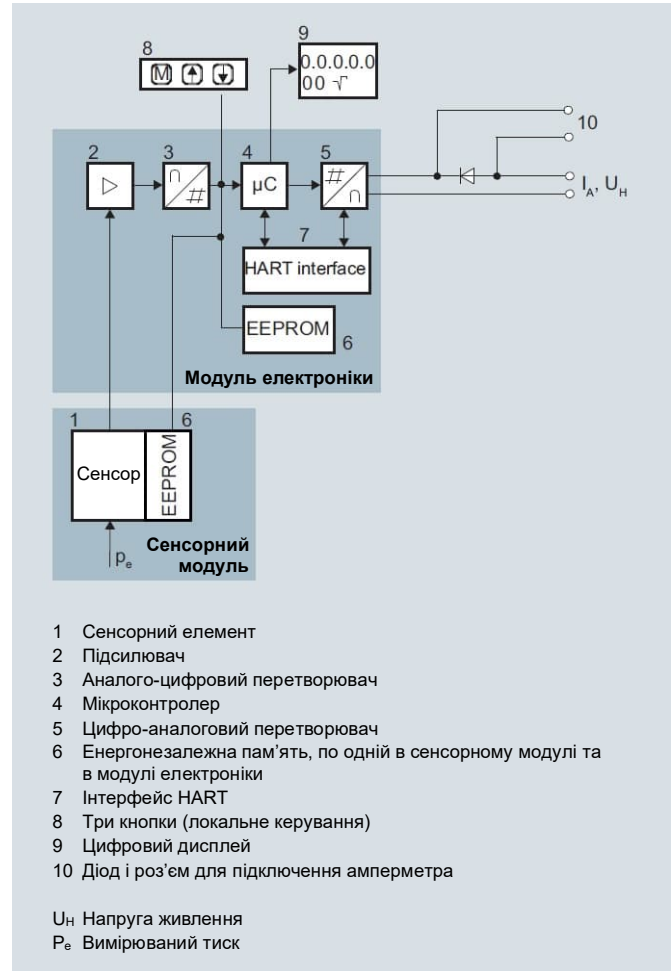 8
9
M
0.0.0.0.0
00 √
10
2
3
4
5
∩
#
µC
#
∩
I_A, U_H
7
HART interface
EEPROM
6
Модуль електроніки
1
6
Сенсор
EEPROM
Сенсорний
модуль
p_e
1 Сенсорний елемент
2 Підсилювач
3 Аналого-цифровий перетворювач
4 Мікроконтролер
5 Цифро-аналоговий перетворювач
6 Енергонезалежна пам’ять, по одній в сенсорному модулі та
в модулі електроніки
7 Інтерфейс HART
8 Три кнопки (локальне керування)
9 Цифровий дисплей
10 Діод і роз’єм для підключення амперметра
U_H Напруга живлення
P_e Вимірюваний тиск